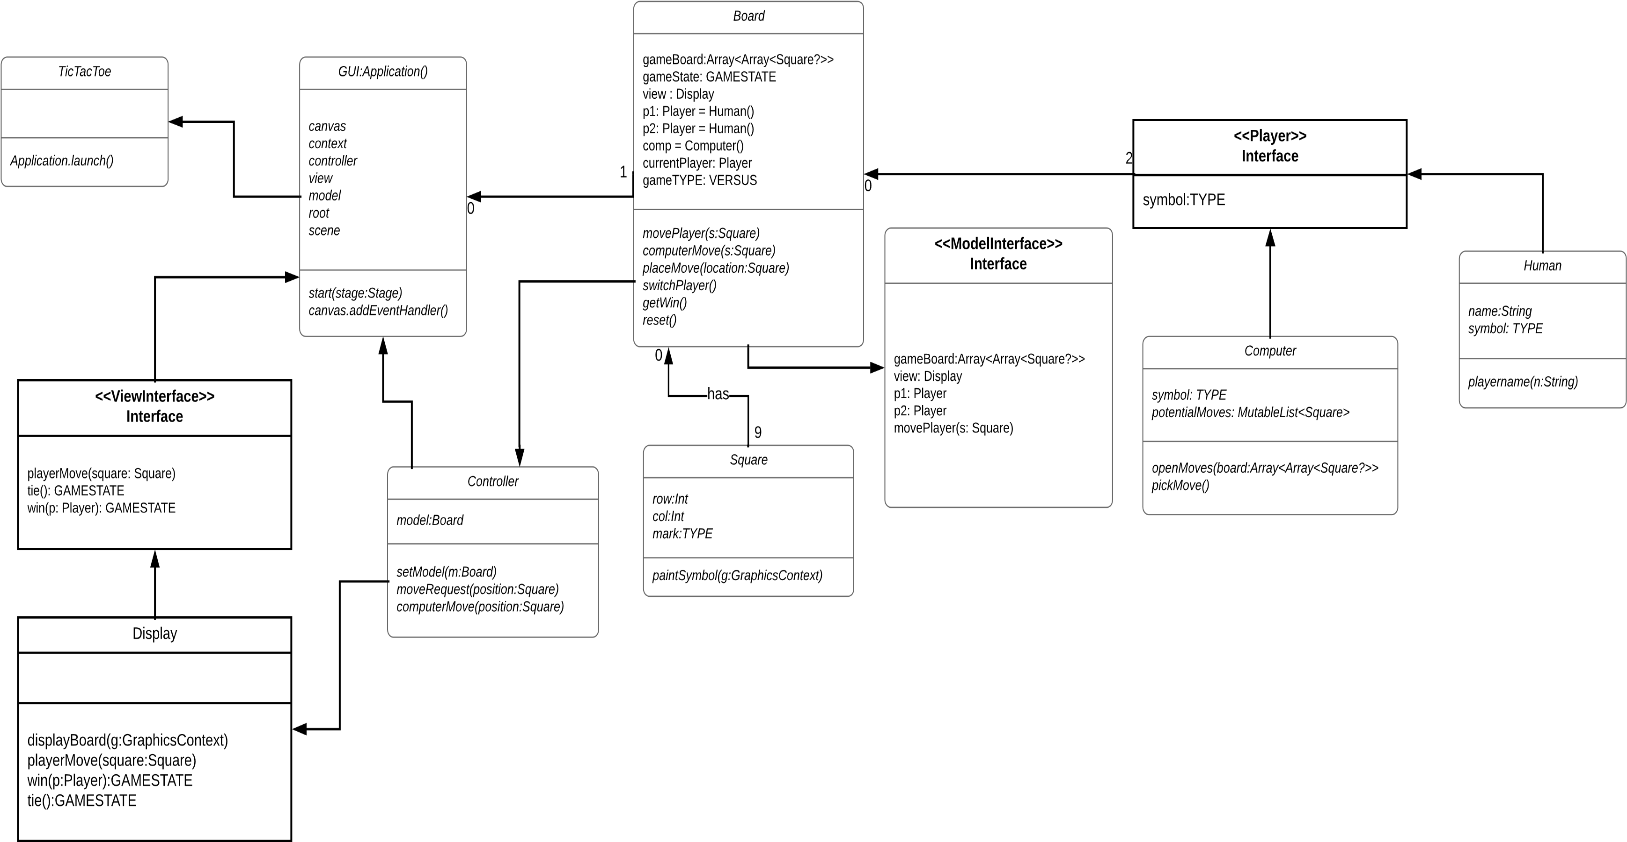 TicTacToe
Application.launch()
GUI:Application()
canvas
context
controller
view
model
root
scene
start(stage:Stage)
canvas.addEventHandler()
0
1
Board
gameBoard:Array<Array<Square?>>
gameState: GAMESTATE
view : Display
p1: Player = Human()
p2: Player = Human()
comp = Computer()
currentPlayer: Player
gameTYPE: VERSUS
movePlayer(s:Square)
computerMove(s:Square)
placeMove(location:Square)
switchPlayer()
getWin()
reset()
0
2
<<Player>>
Interface
symbol:TYPE
<<ModelInterface>>
Interface
gameBoard:Array<Array<Square?>>
view: Display
p1: Player
p2: Player
movePlayer(s: Square)
Human
name:String
symbol: TYPE
playername(n:String)
Computer
symbol: TYPE
potentialMoves: MutableList<Square>
openMoves(board:Array<Array<Square?>>
pickMove()
0
has
9
Square
row:Int
col:Int
mark:TYPE
paintSymbol(g:GraphicsContext)
<<ViewInterface>>
Interface
playerMove(square: Square)
tie(): GAMESTATE
win(p: Player): GAMESTATE
Controller
model:Board
setModel(m:Board)
moveRequest(position:Square)
computerMove(position:Square)
Display
displayBoard(g:GraphicsContext)
playerMove(square:Square)
win(p:Player):GAMESTATE
tie():GAMESTATE